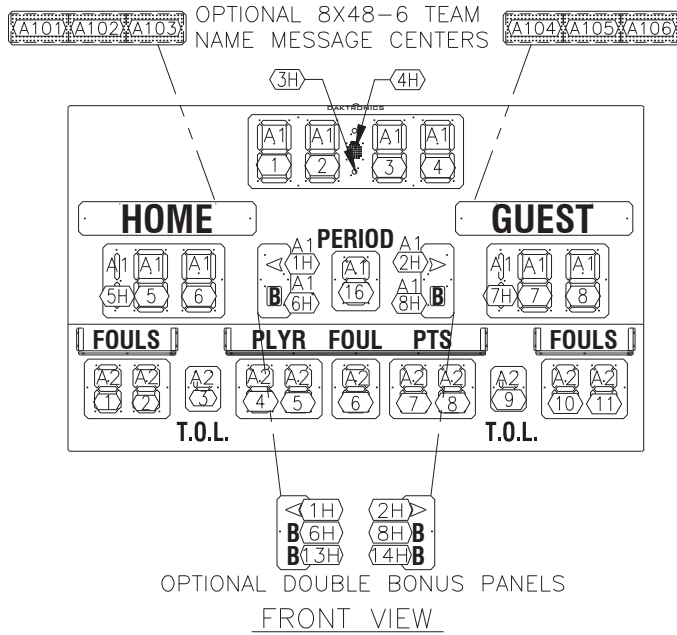 OPTIONAL 8X48-6 TEAM
NAME MESSAGE CENTERS
A101 A102 A103
A104 A105 A106
3H 4H
DAKTRONICS
A1 A1 A1 A1
1 2 3 4
HOME GUEST
PERIOD
A1 A1 A1
5H 5 6
A1
1H
A1
6H
B
A1
16
A1
2H
A1
8H
B
A1 A1 A1
7H 7 8
FOULS PLYR FOUL PTS FOULS
A2 A2 A2 A2 A2 A2 A2 A2 A2 A2 A2
1 2 3 4 5 6 7 8 9 10 11
T.O.L. T.O.L.
1H 2H
B 6H 8H B
B 13H 14H B
OPTIONAL DOUBLE BONUS PANELS
FRONT VIEW